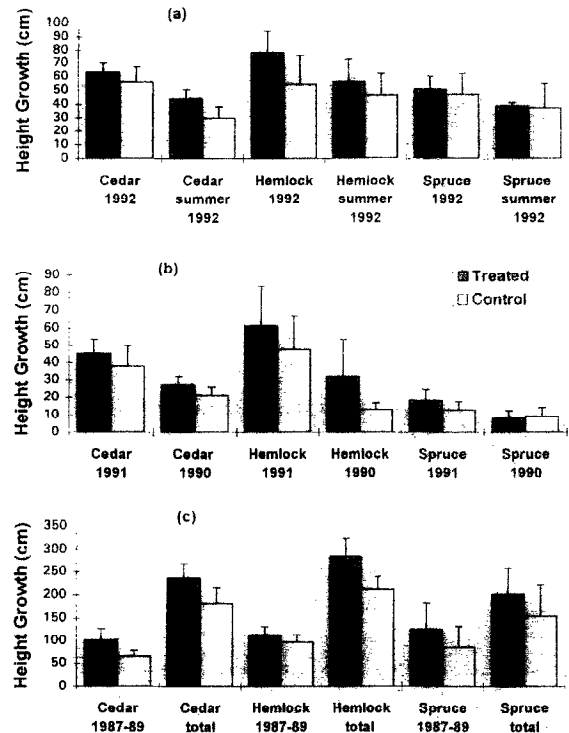 (a)
Height Growth (cm)
100
90
80
70
60
50
40
30
20
10
0
Cedar Cedar Hemlock Hemlock Spruce Spruce
1992 summer 1992 summer 1992 summer
1992 1992 1992
(b)
Height Growth (cm)
90
80
70
60
50
40
30
20
10
0
Treated
Control
Cedar Cedar Hemlock Hemlock Spruce Spruce
1991 1990 1991 1990 1991 1990
(c)
Height Growth (cm)
350
300
250
200
150
100
50
0
Cedar Cedar Hemlock Hemlock Spruce Spruce
1987-89 total 1987-89 total 1987-89 total